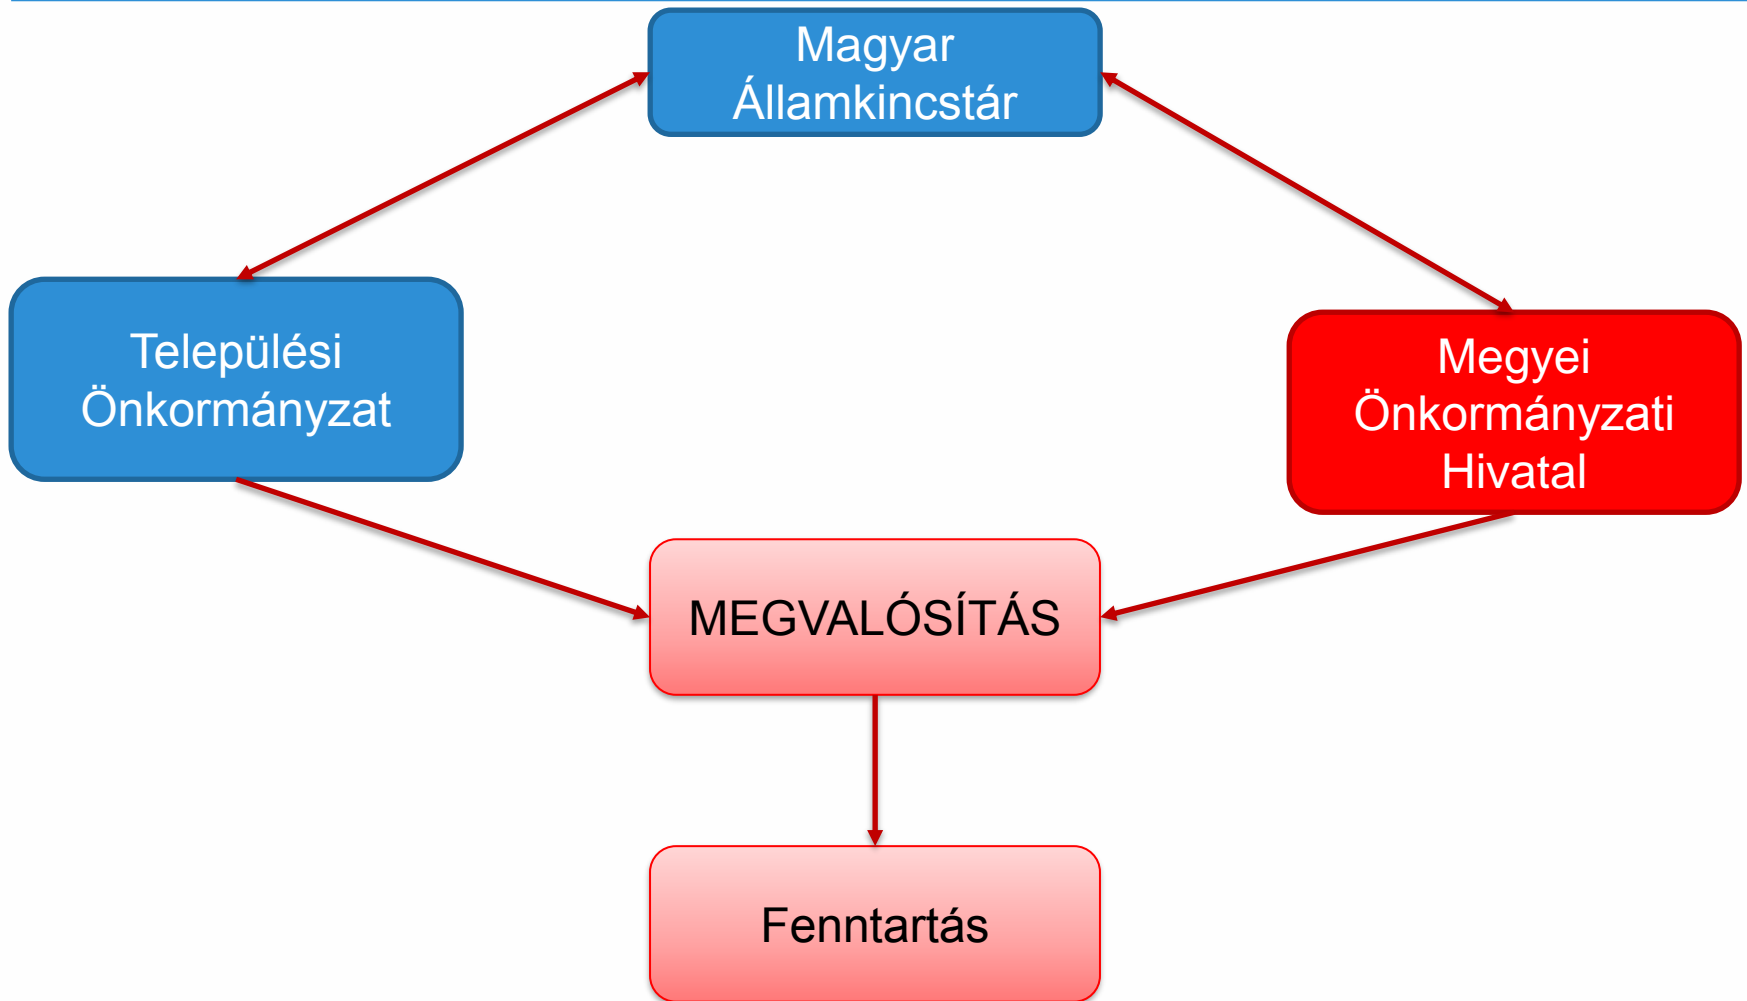 Magyar
Államkincstár
Települési
Önkormányzat
Megyei
Önkormányzati
Hivatal
MEGVALÓSÍTÁS
Fenntartás